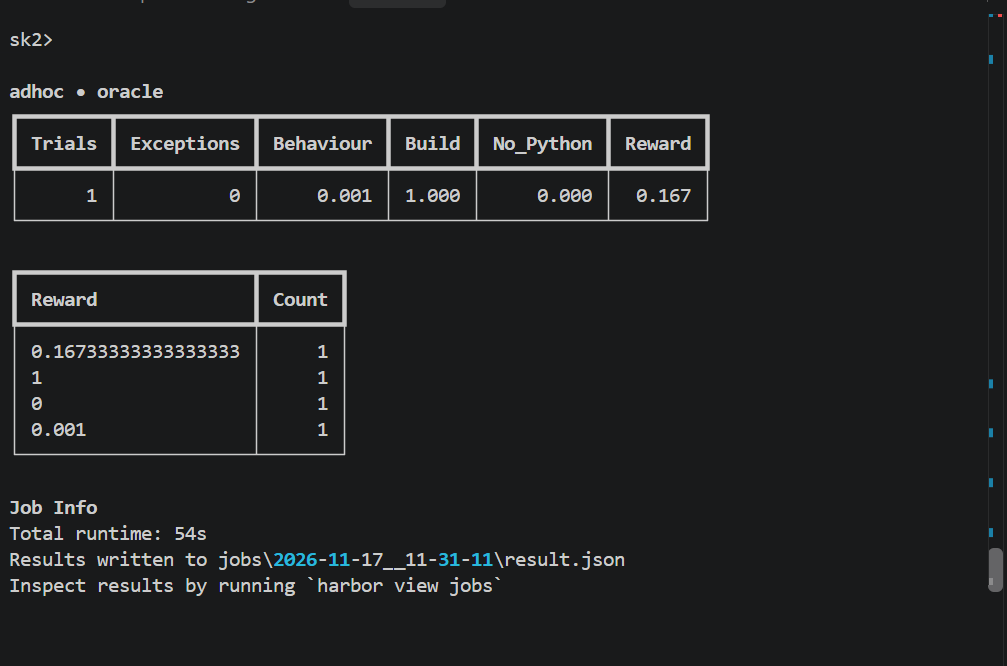 sk2>
adhoc • oracle
Trials Exceptions Behaviour Build No_Python Reward
1 0 0.001 1.000 0.000 0.167
Reward Count
0.16733333333333333 1
1 1
0 1
0.001 1
Job Info
Total runtime: 54s
Results written to jobs\2026-11-17__11-31-11\result.json
Inspect results by running `harbor view jobs`